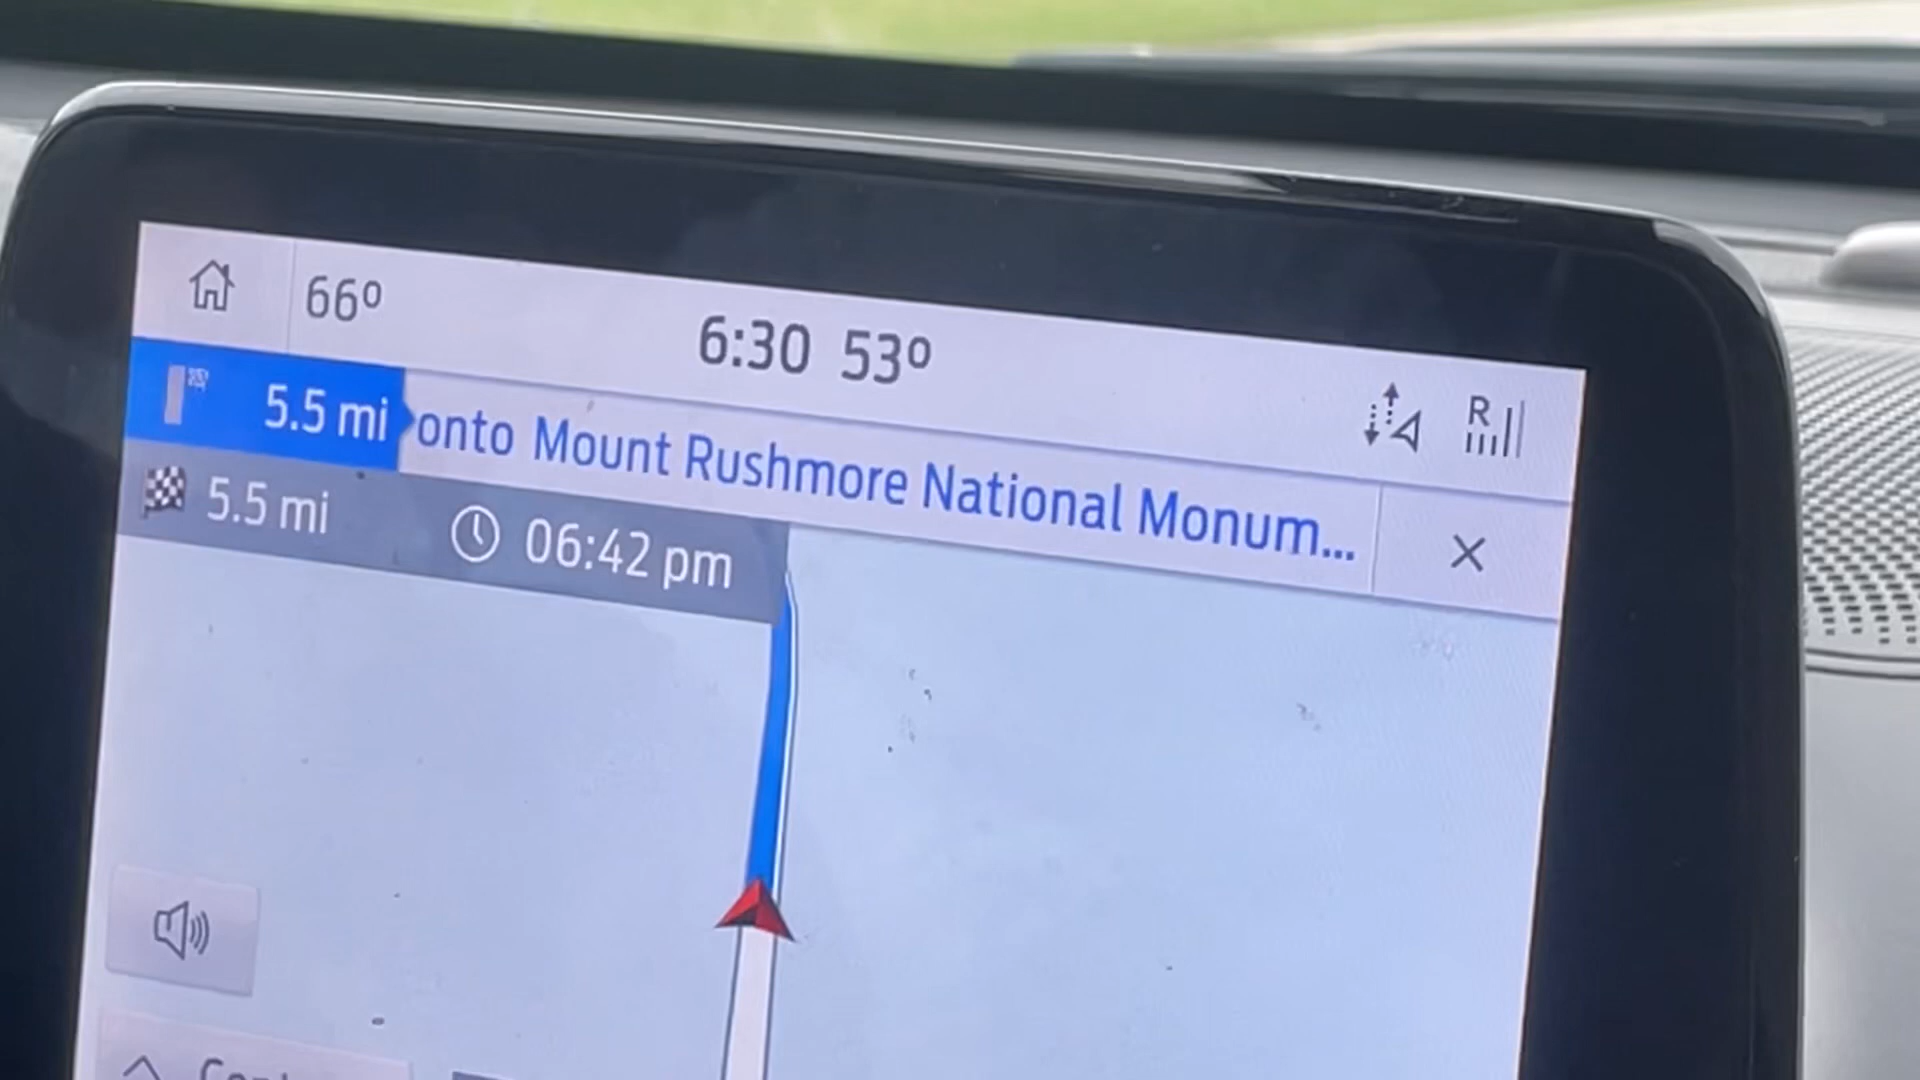 66° 6:30 53° R
5.5 mi onto Mount Rushmore National Monum...
5.5 mi 06:42 pm